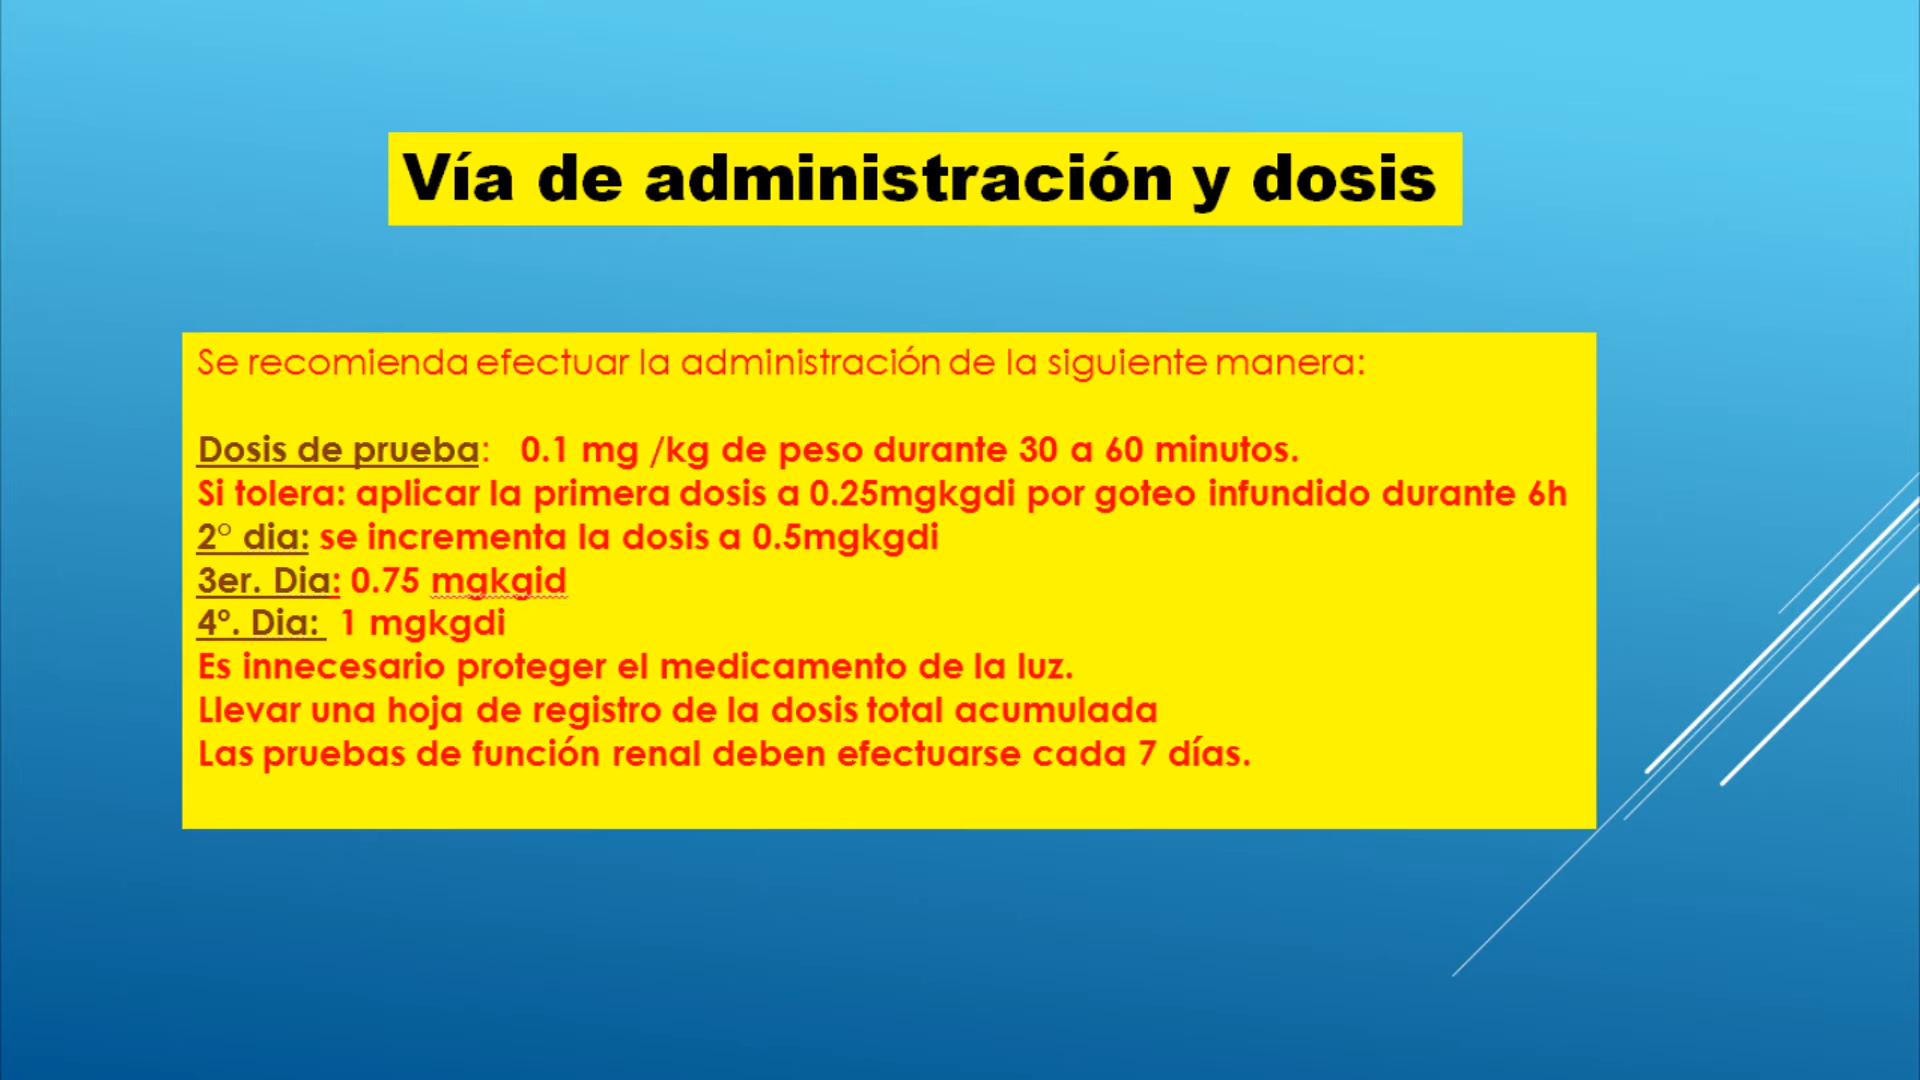 Vía de administración y dosis
Se recomienda efectuar la administración de la siguiente manera:
Dosis de prueba: 0.1 mg /kg de peso durante 30 a 60 minutos.
Si tolera: aplicar la primera dosis a 0.25mgkgdi por goteo infundido durante 6h
2° dia: se incrementa la dosis a 0.5mgkgdi
3er. Dia: 0.75 mgkgid
4º. Dia: 1 mgkgdi
Es innecesario proteger el medicamento de la luz.
Llevar una hoja de registro de la dosis total acumulada
Las pruebas de función renal deben efectuarse cada 7 días.